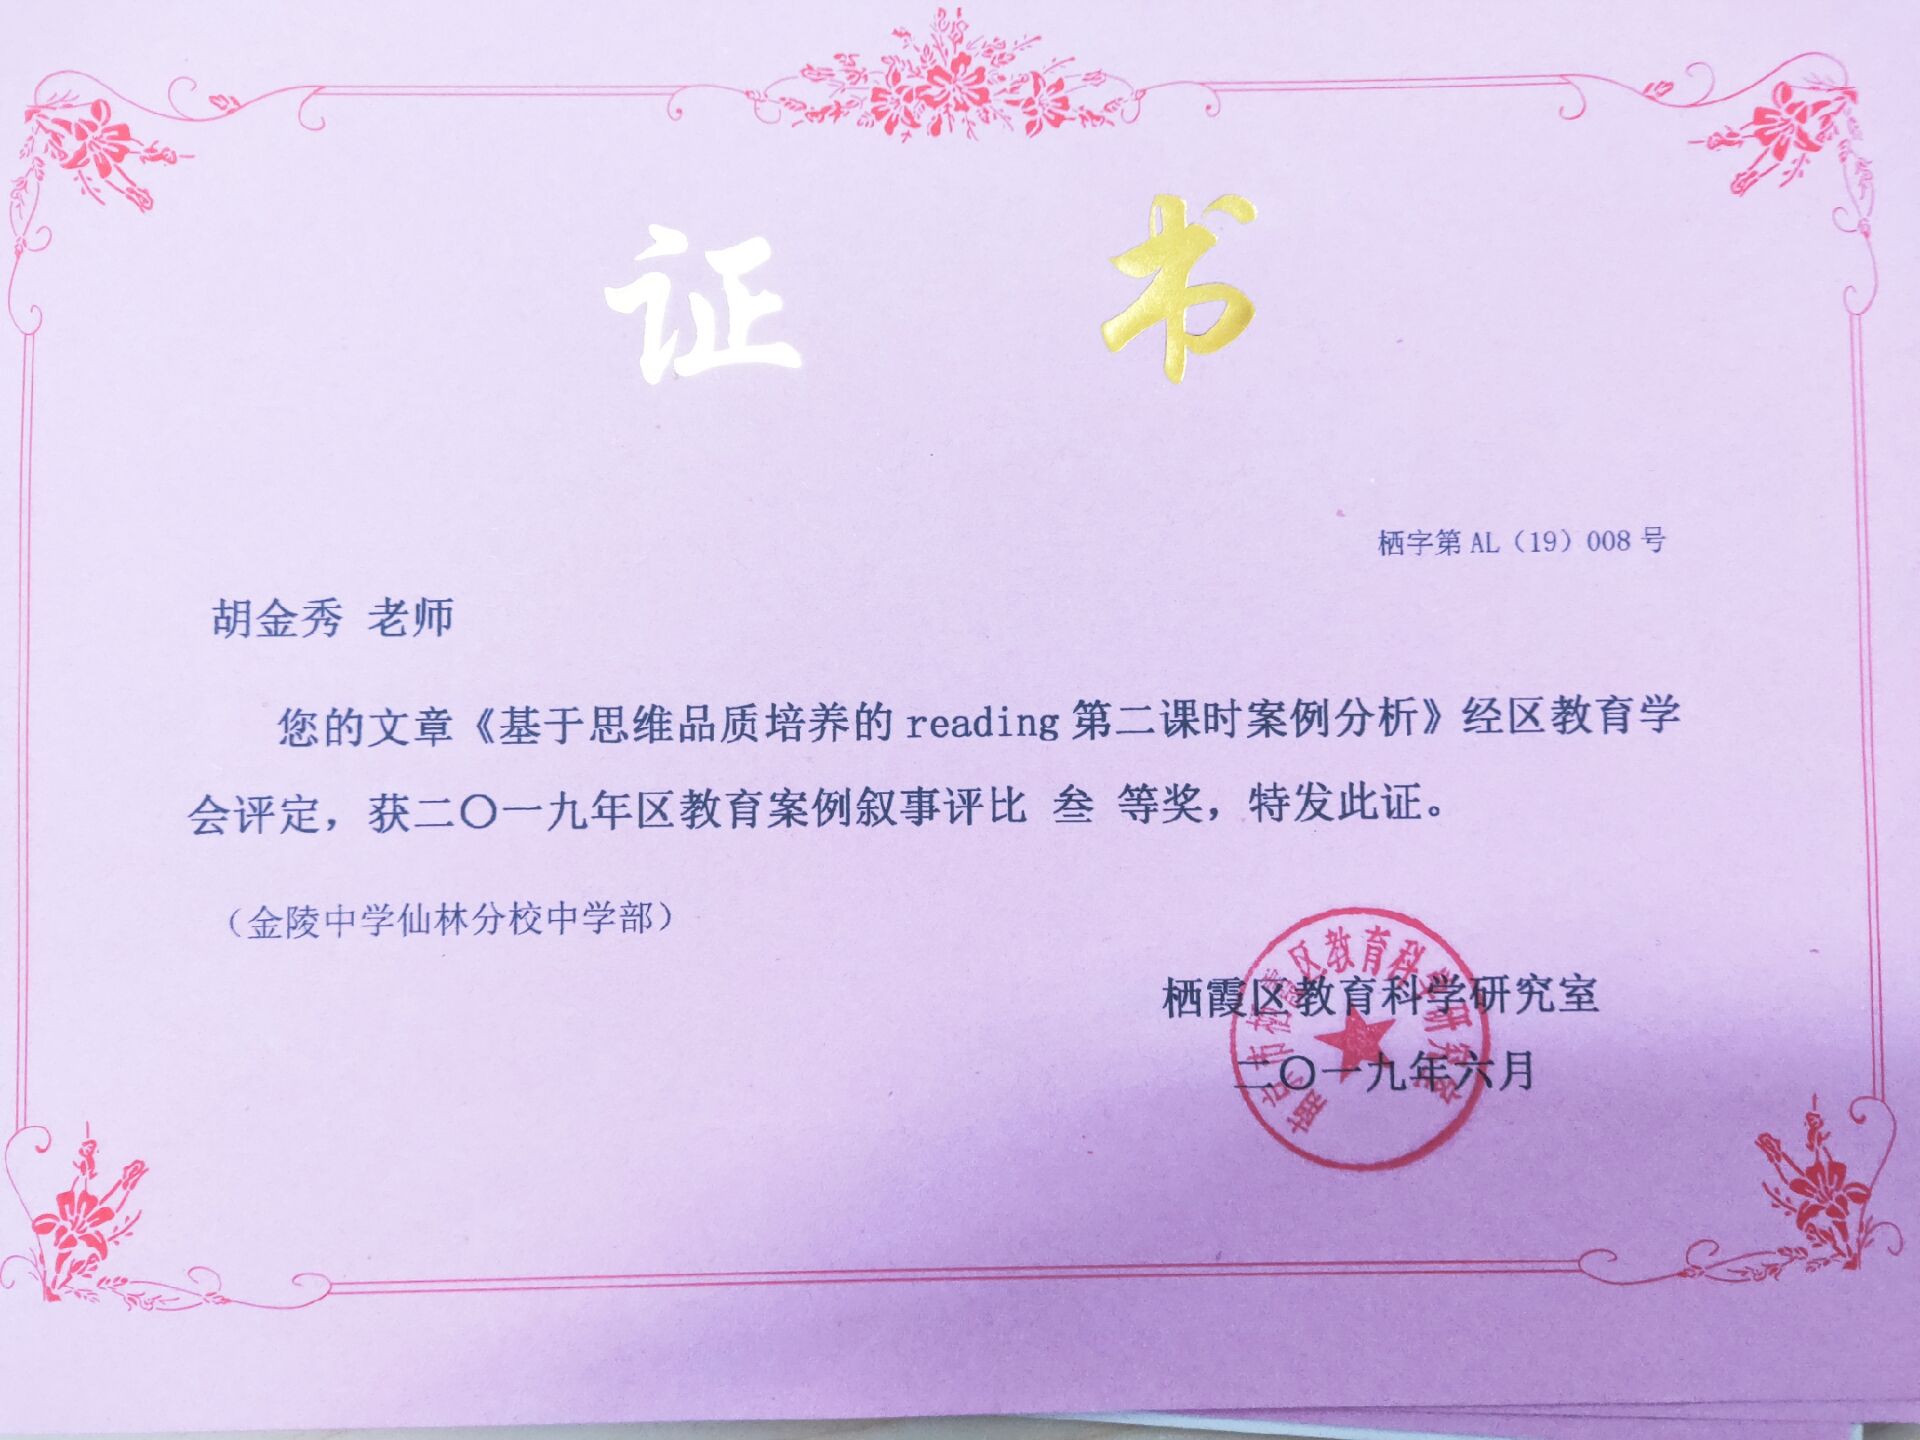 证 书
栖字第 AL（19）008 号
胡金秀 老师
您的文章《基于思维品质培养的 reading 第二课时案例分析》经区教育学
会评定，获二〇一九年区教育案例叙事评比 叁 等奖，特发此证。
（金陵中学仙林分校中学部）
栖霞区教育科学研究室
二〇一九年六月